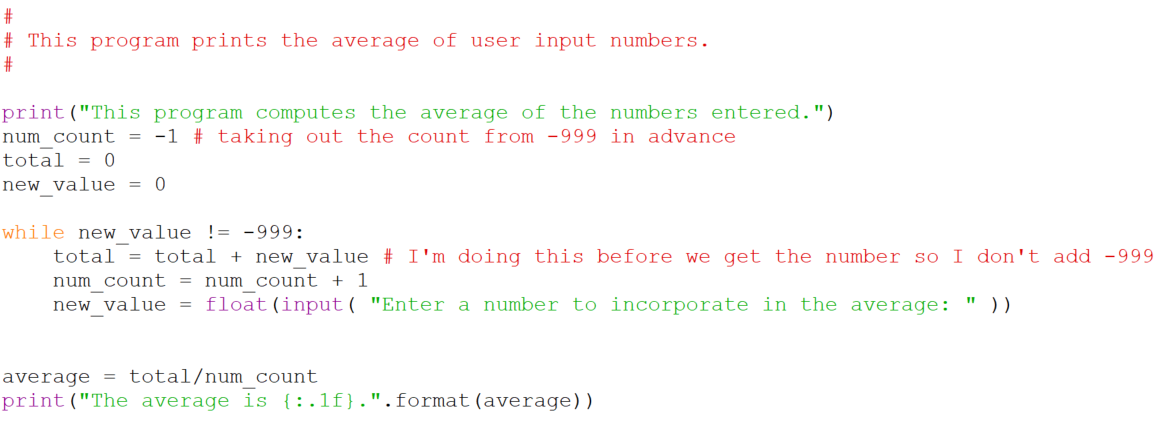 #
# This program prints the average of user input numbers.
#
print("This program computes the average of the numbers entered.")
num_count = -1 # taking out the count from -999 in advance
total = 0
new_value = 0
while new_value != -999:
    total = total + new_value # I'm doing this before we get the number so I don't add -999
    num_count = num_count + 1
    new_value = float(input( "Enter a number to incorporate in the average: " ))
average = total/num_count
print("The average is {:.1f}.".format(average))